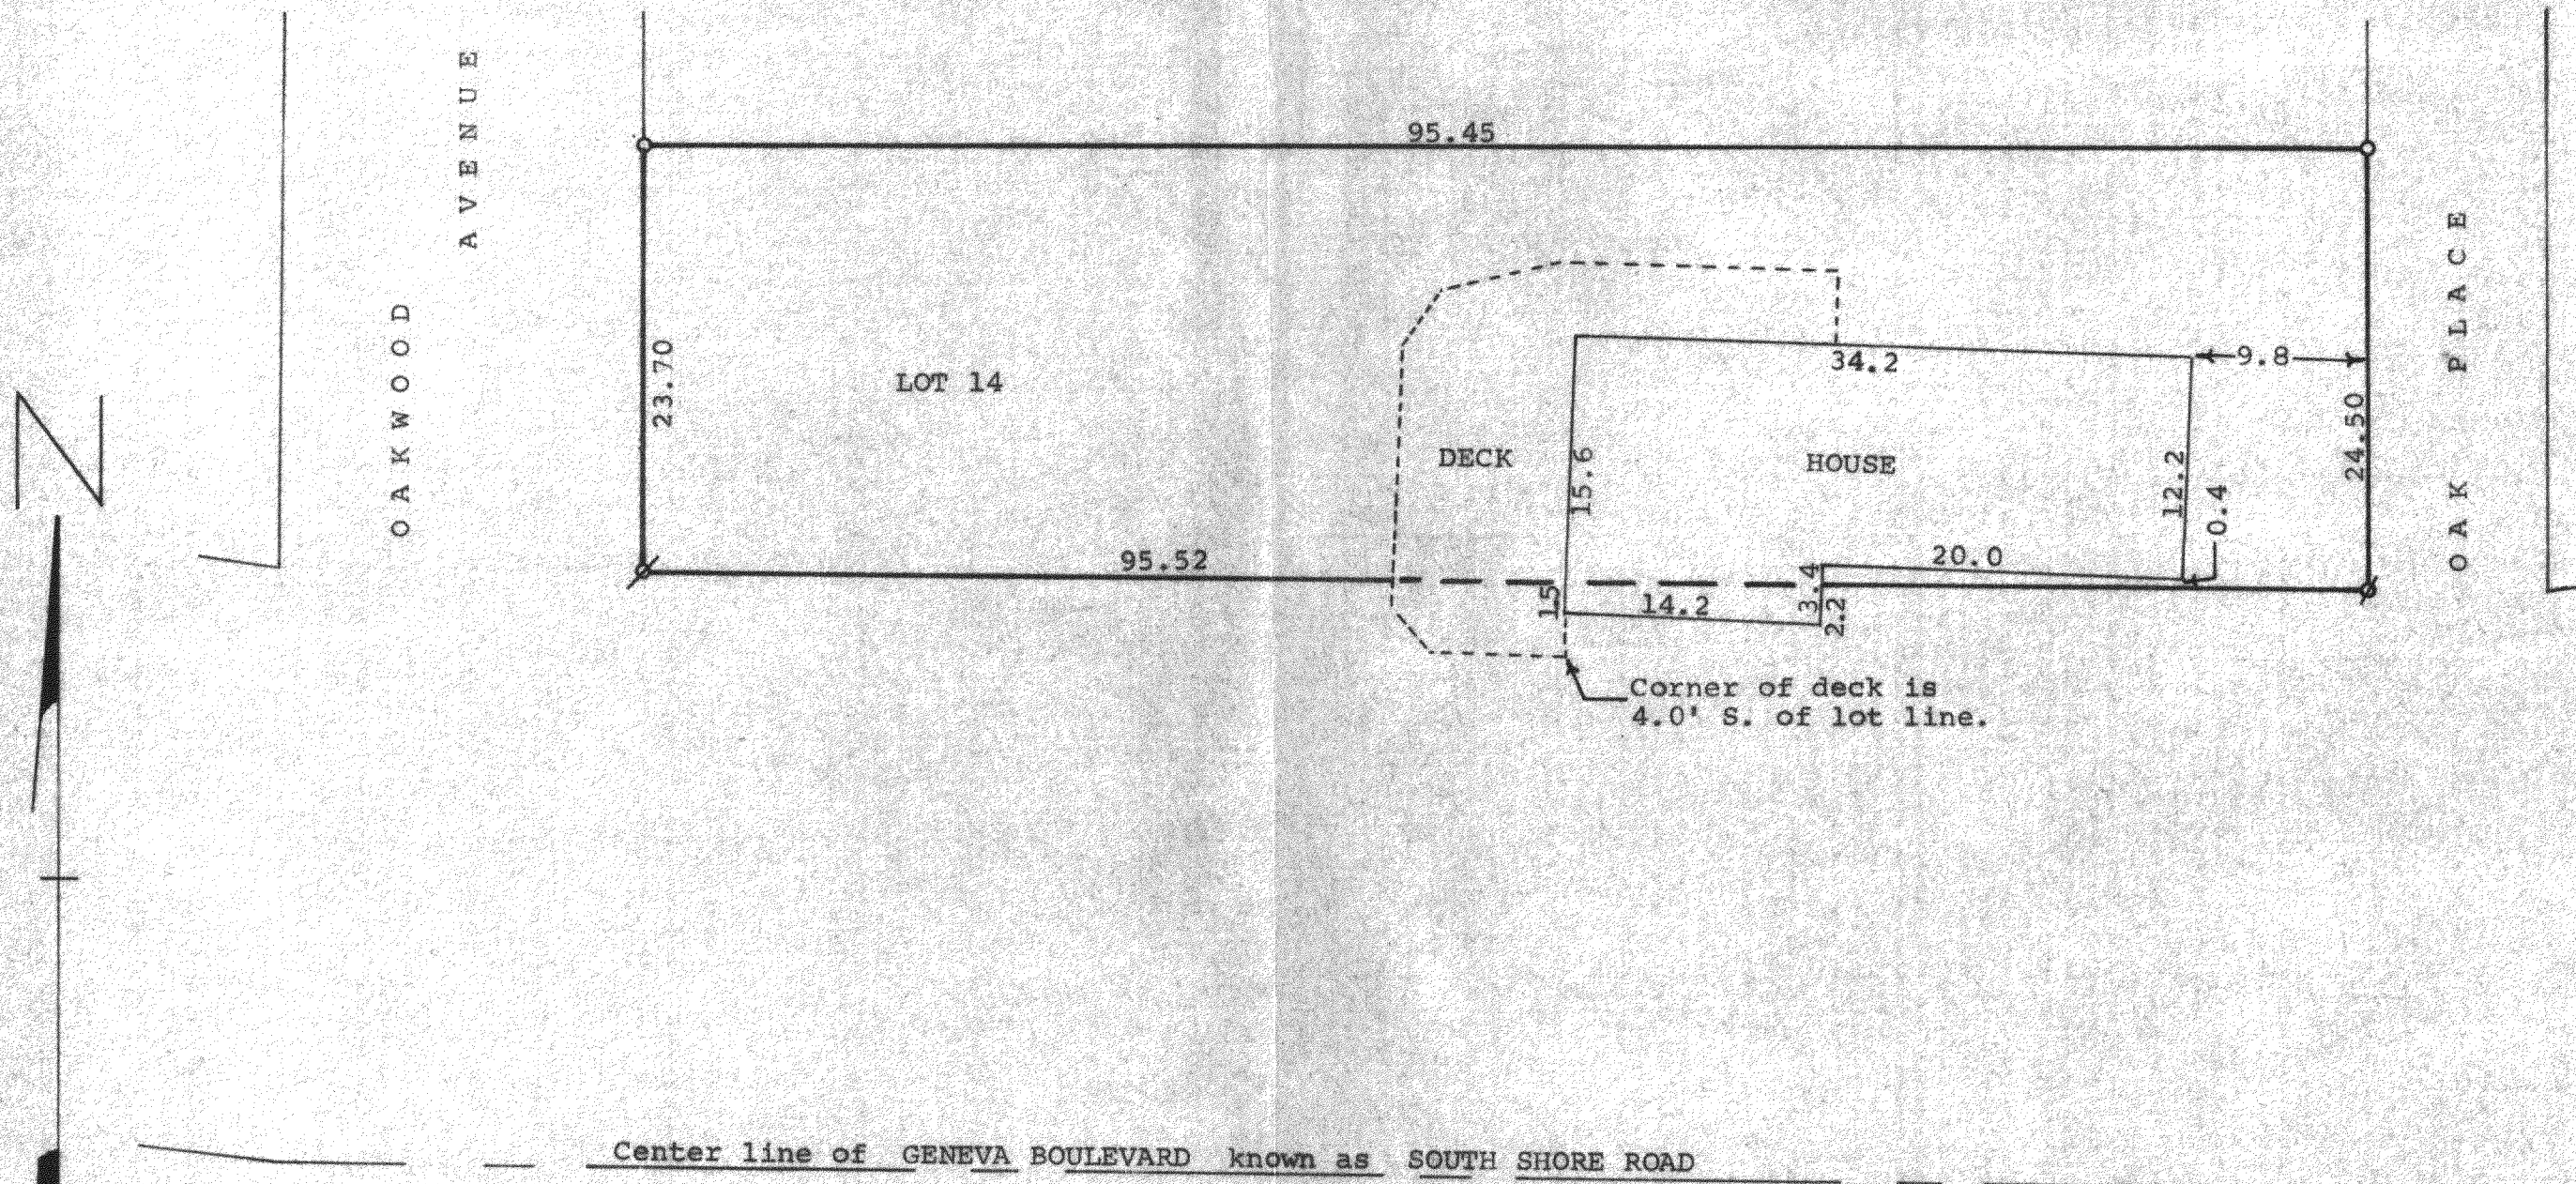 OAKWOOD AVENUE
95.45
23.70
LOT 14
95.52
DECK
34.2
9.8
15.6
HOUSE
12.2
0.4
24.50
OAK PLACE
20.0
15
14.2
3.4
2.2
Corner of deck is
4.0' S. of lot line.
N
Center line of GENEVA BOULEVARD known as SOUTH SHORE ROAD